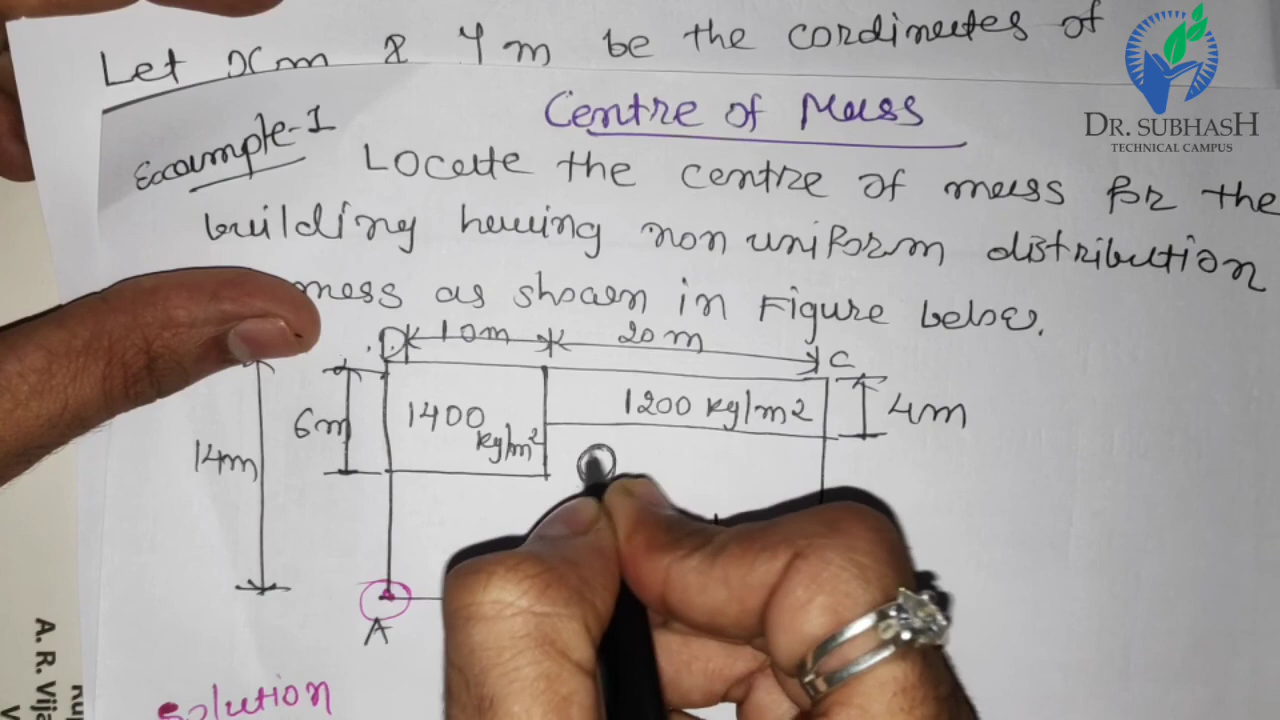 Let Xm & Ym be the cordinates of
DR. SUBHASH
TECHNICAL CAMPUS
Centre of Mass
Example-1
Locate the centre of mass for the
building having non uniform distribution
mass as shown in Figure below.
D 10m 20m C
14m
6m
1400
kg/m2
1200 kg/m2
4m
A
Solution
A. R. Vija